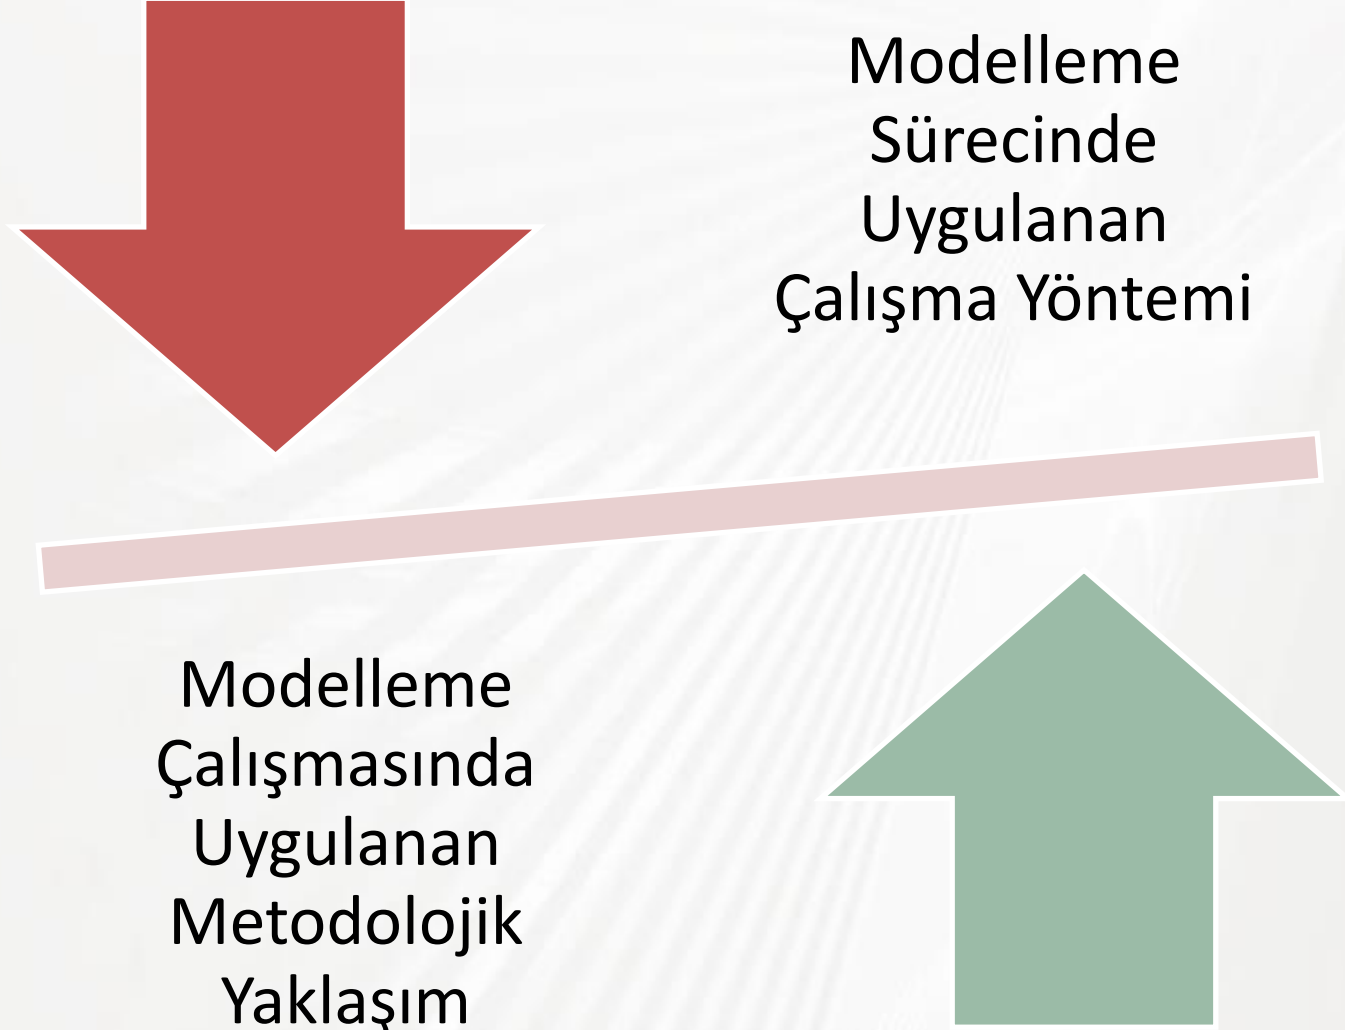 Modelleme
Sürecinde
Uygulanan
Çalışma Yöntemi
Modelleme
Çalışmasında
Uygulanan
Metodolojik
Yaklaşım